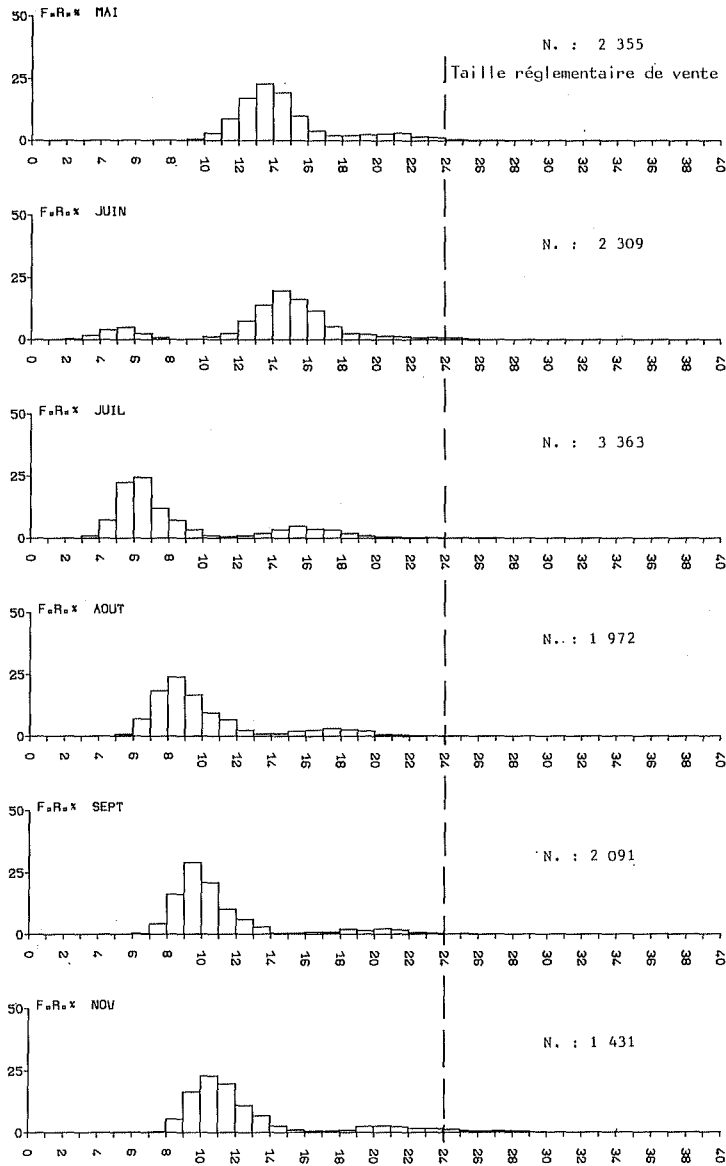 50 F.R.% MAI
N. : 2 355
Taille réglementaire de vente
25
0
0 2 4 6 8 10 12 14 16 18 20 22 24 26 28 30 32 34 36 38 40
50 F.R.% JUIN
N. : 2 309
25
0
0 2 4 6 8 10 12 14 16 18 20 22 24 26 28 30 32 34 36 38 40
50 F.R.% JUIL
N. : 3 363
25
0
0 2 4 6 8 10 12 14 16 18 20 22 24 26 28 30 32 34 36 38 40
50 F.R.% AOUT
N. : 1 972
25
0
0 2 4 6 8 10 12 14 16 18 20 22 24 26 28 30 32 34 36 38 40
50 F.R.% SEPT
N. : 2 091
25
0
0 2 4 6 8 10 12 14 16 18 20 22 24 26 28 30 32 34 36 38 40
50 F.R.% NOV
N. : 1 431
25
0
0 2 4 6 8 10 12 14 16 18 20 22 24 26 28 30 32 34 36 38 40